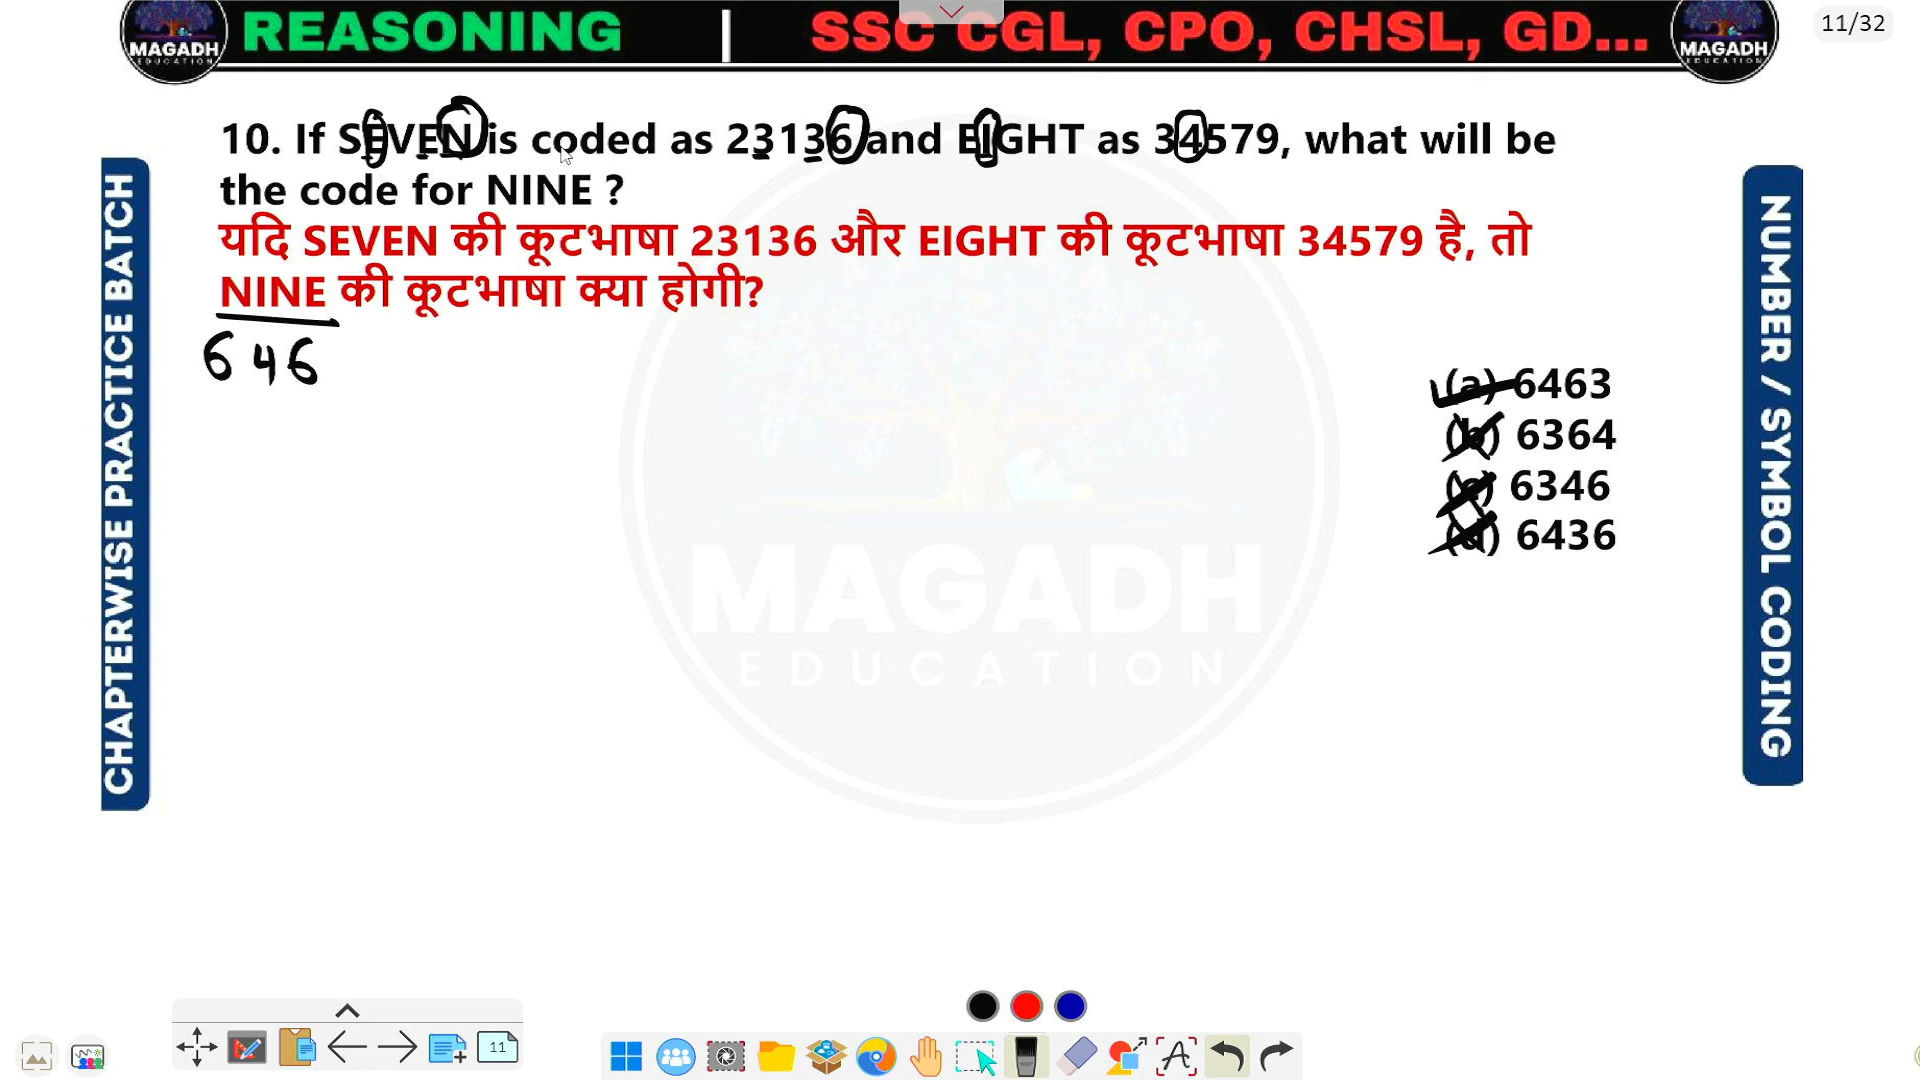 REASONING | SSC CGL, CPO, CHSL, GD...
MAGADH
EDUCATION
MAGADH
EDUCATION
11/32
10. If SEVEN is coded as 23136 and EIGHT as 34579, what will be
the code for NINE ?
यदि SEVEN की कूटभाषा 23136 और EIGHT की कूटभाषा 34579 है, तो
NINE की कूटभाषा क्या होगी?
646
(a) 6463
(b) 6364
(c) 6346
(d) 6436
CHAPTERWISE PRACTICE BATCH
NUMBER / SYMBOL CODING
MAGADH
EDUCATION
11